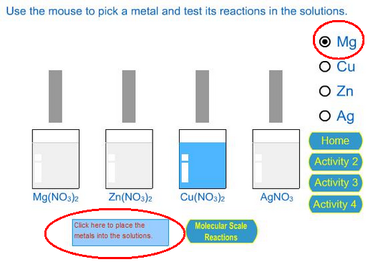 Use the mouse to pick a metal and test its reactions in the solutions.
Mg
Cu
Zn
Ag
Home
Activity 2
Activity 3
Activity 4
Mg(NO₃)₂ Zn(NO₃)₂ Cu(NO₃)₂ AgNO₃
Click here to place the
metals into the solutions.
Molecular Scale
Reactions